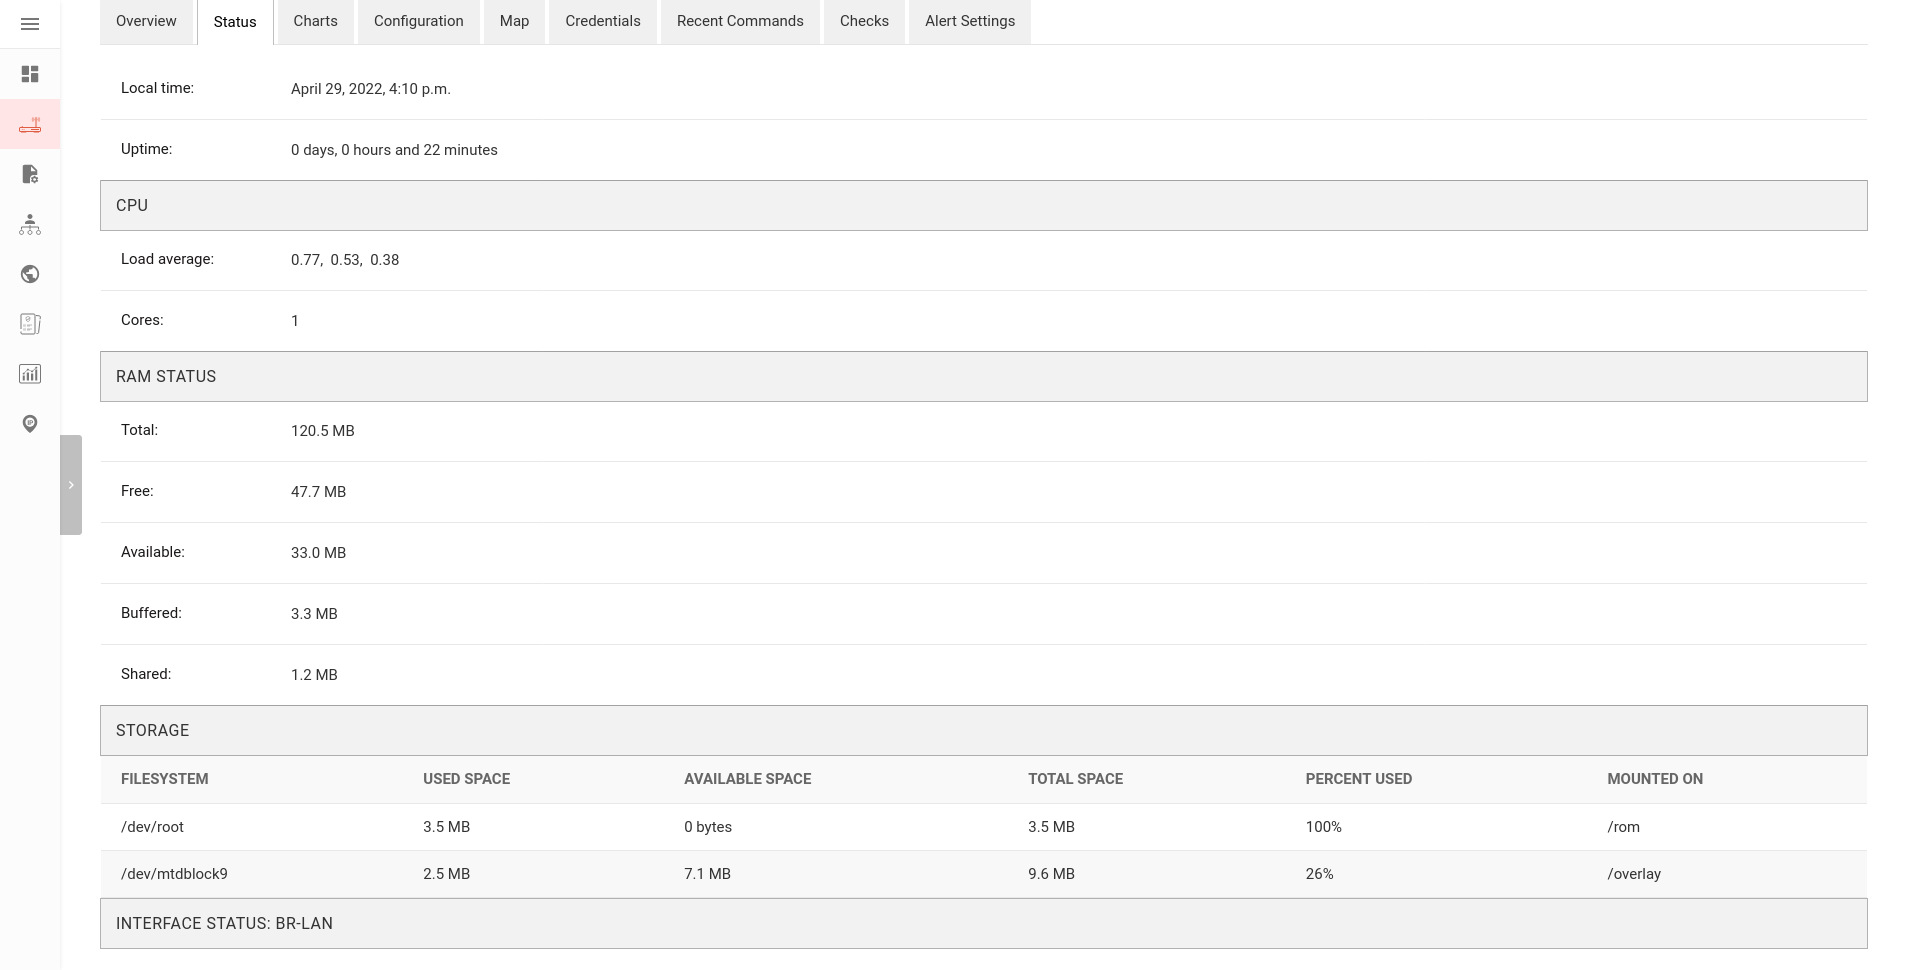 Overview Status Charts Configuration Map Credentials Recent Commands Checks Alert Settings
Local time: April 29, 2022, 4:10 p.m.
Uptime: 0 days, 0 hours and 22 minutes
CPU
Load average: 0.77, 0.53, 0.38
Cores: 1
RAM STATUS
Total: 120.5 MB
Free: 47.7 MB
Available: 33.0 MB
Buffered: 3.3 MB
Shared: 1.2 MB
STORAGE
FILESYSTEM USED SPACE AVAILABLE SPACE TOTAL SPACE PERCENT USED MOUNTED ON
/dev/root 3.5 MB 0 bytes 3.5 MB 100% /rom
/dev/mtdblock9 2.5 MB 7.1 MB 9.6 MB 26% /overlay
INTERFACE STATUS: BR-LAN